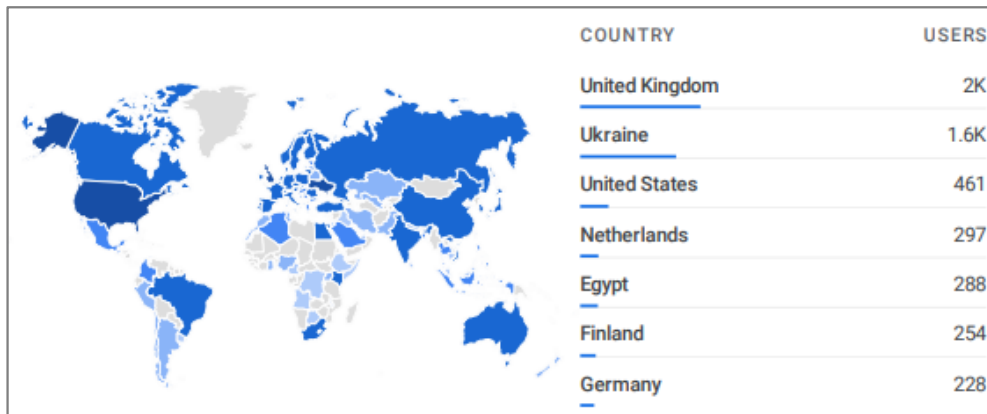 COUNTRY USERS
United Kingdom 2K
Ukraine 1.6K
United States 461
Netherlands 297
Egypt 288
Finland 254
Germany 228